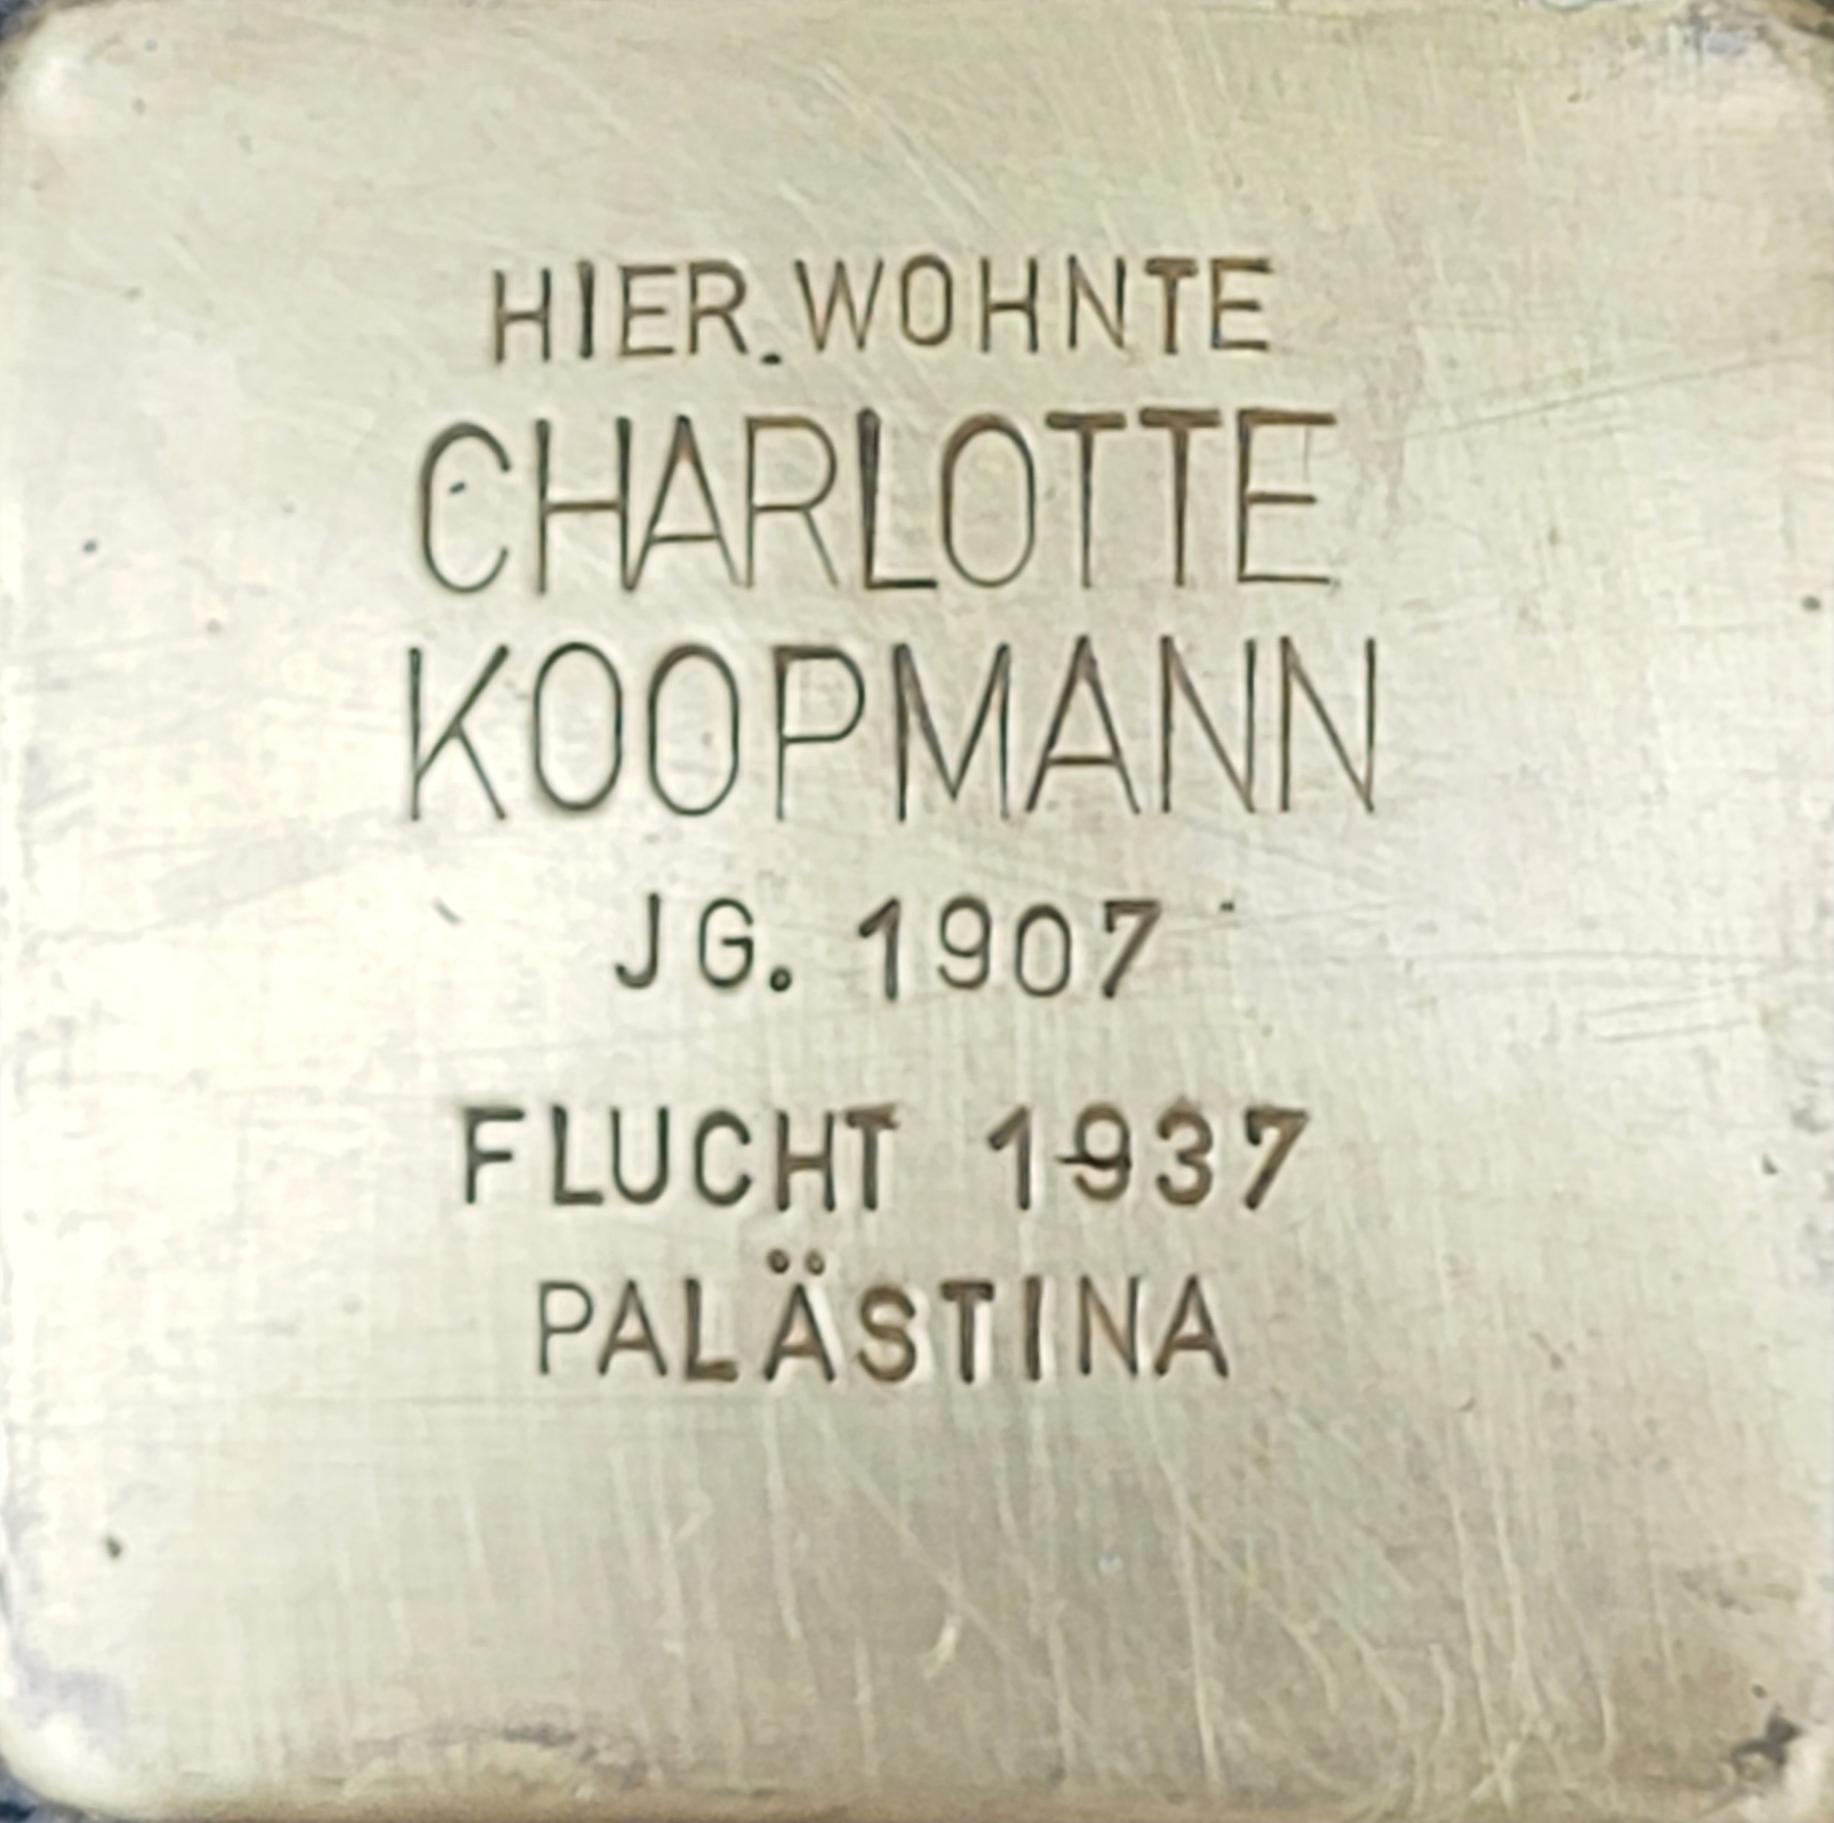 HIER WOHNTE
CHARLOTTE
KOOPMANN
JG. 1907
FLUCHT 1937
PALÄSTINA